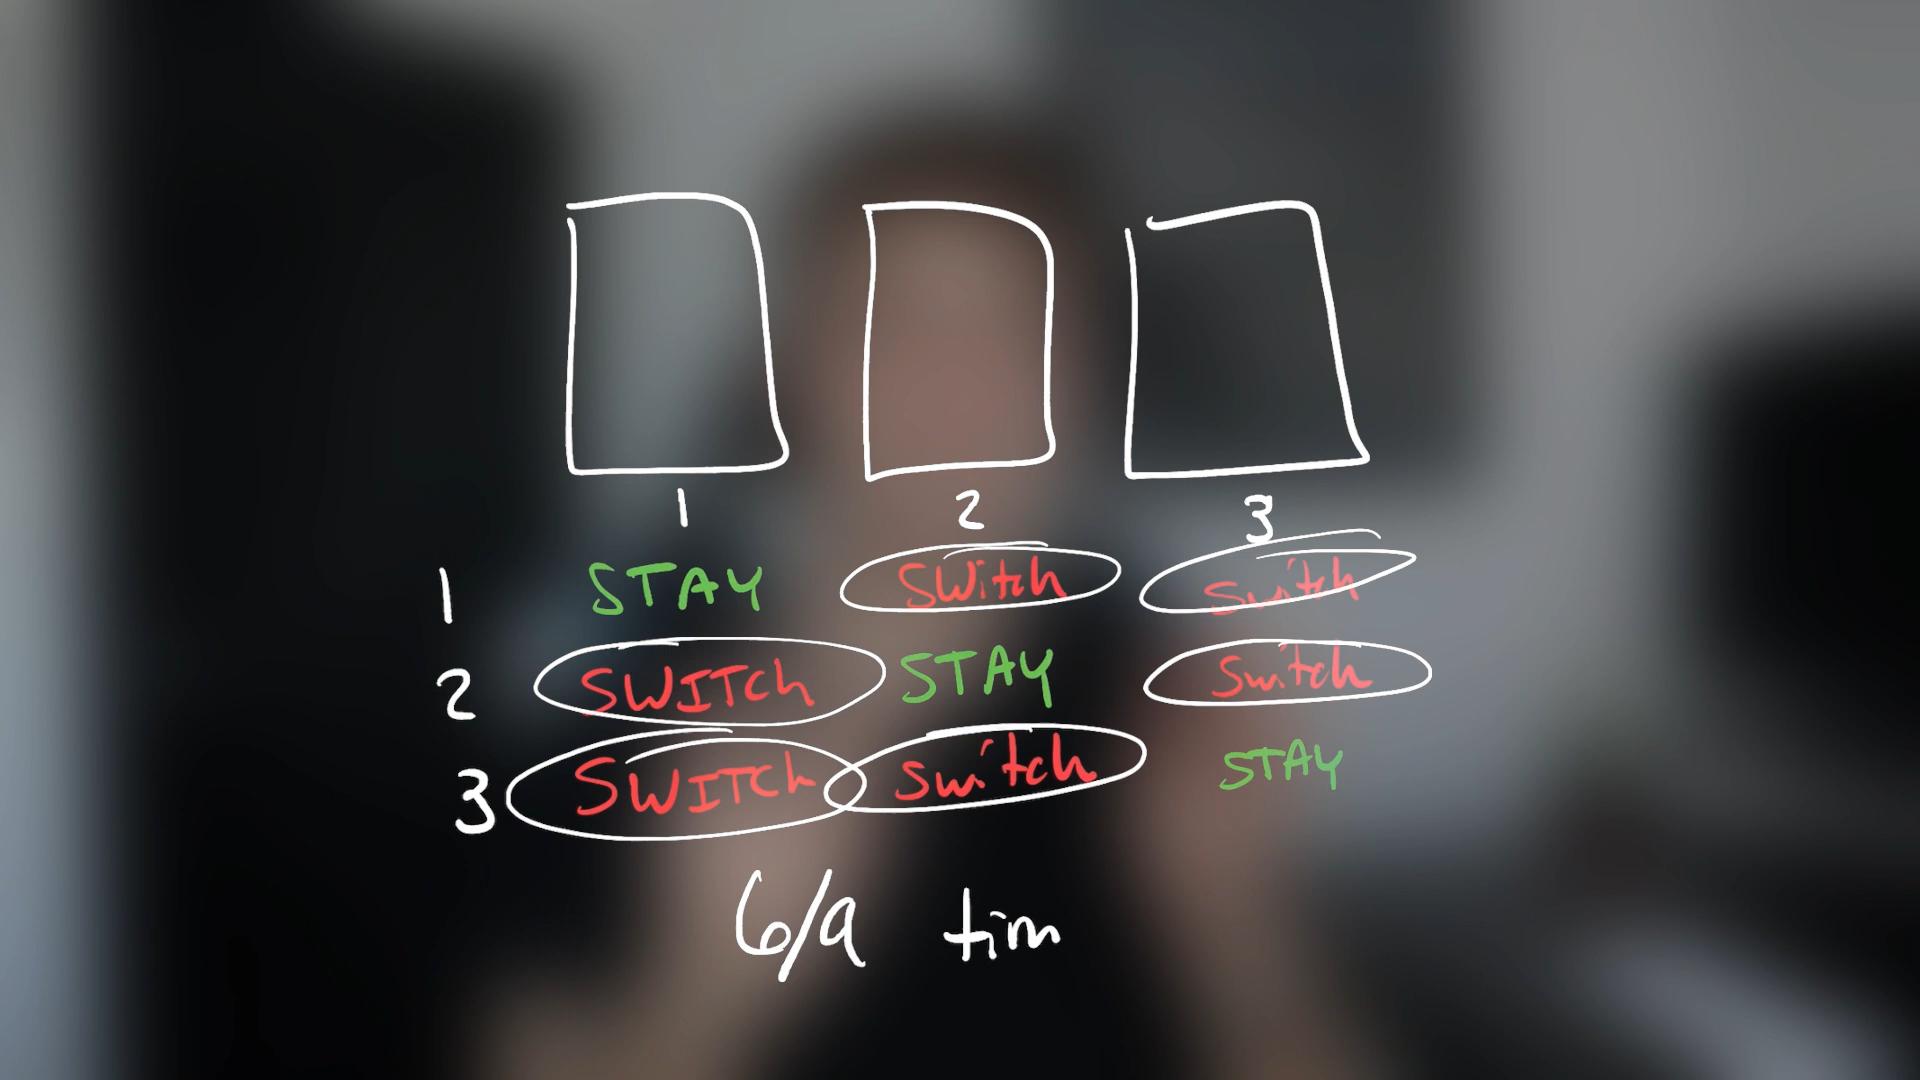 1 2 3
1 STAY Switch Switch
2 SWITCh STAY Switch
3 SWITCh Switch STAY
6/9 tim